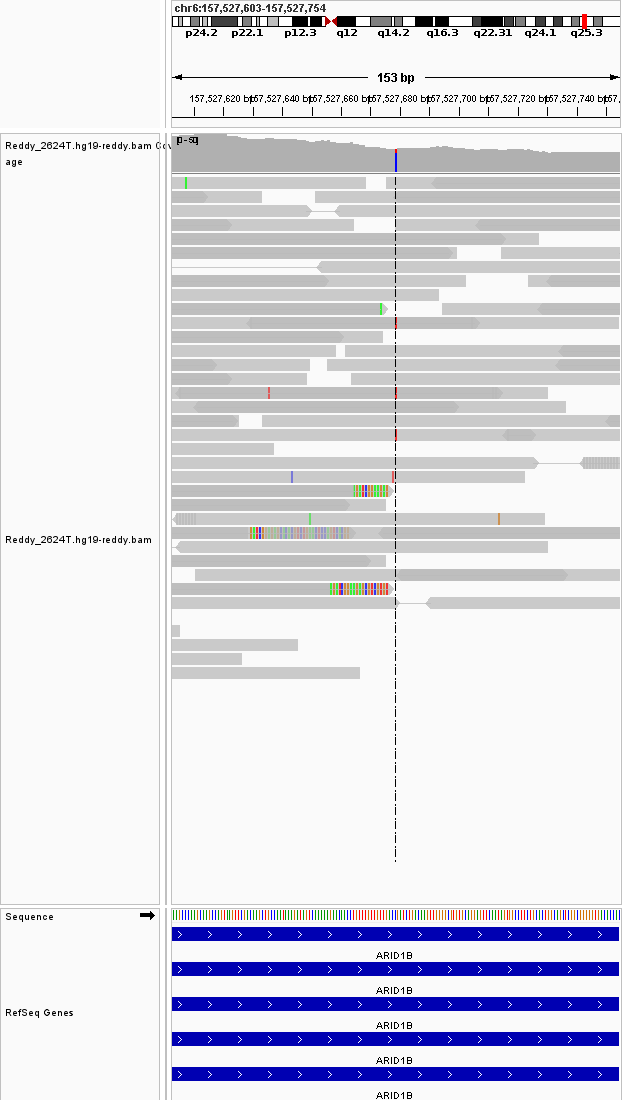 chr6:157,527,603-157,527,754
p24.2 p22.1 p12.3 q12 q14.2 q16.3 q22.31 q24.1 q25.3
153 bp
157,527,620 bp 157,527,640 bp 157,527,660 bp 157,527,680 bp 157,527,700 bp 157,527,720 bp 157,527,740 bp
Reddy_2624T.hg19-reddy.bam Cov
age
Reddy_2624T.hg19-reddy.bam
Sequence
ARID1B
ARID1B
RefSeq Genes
ARID1B
ARID1B
ARID1B